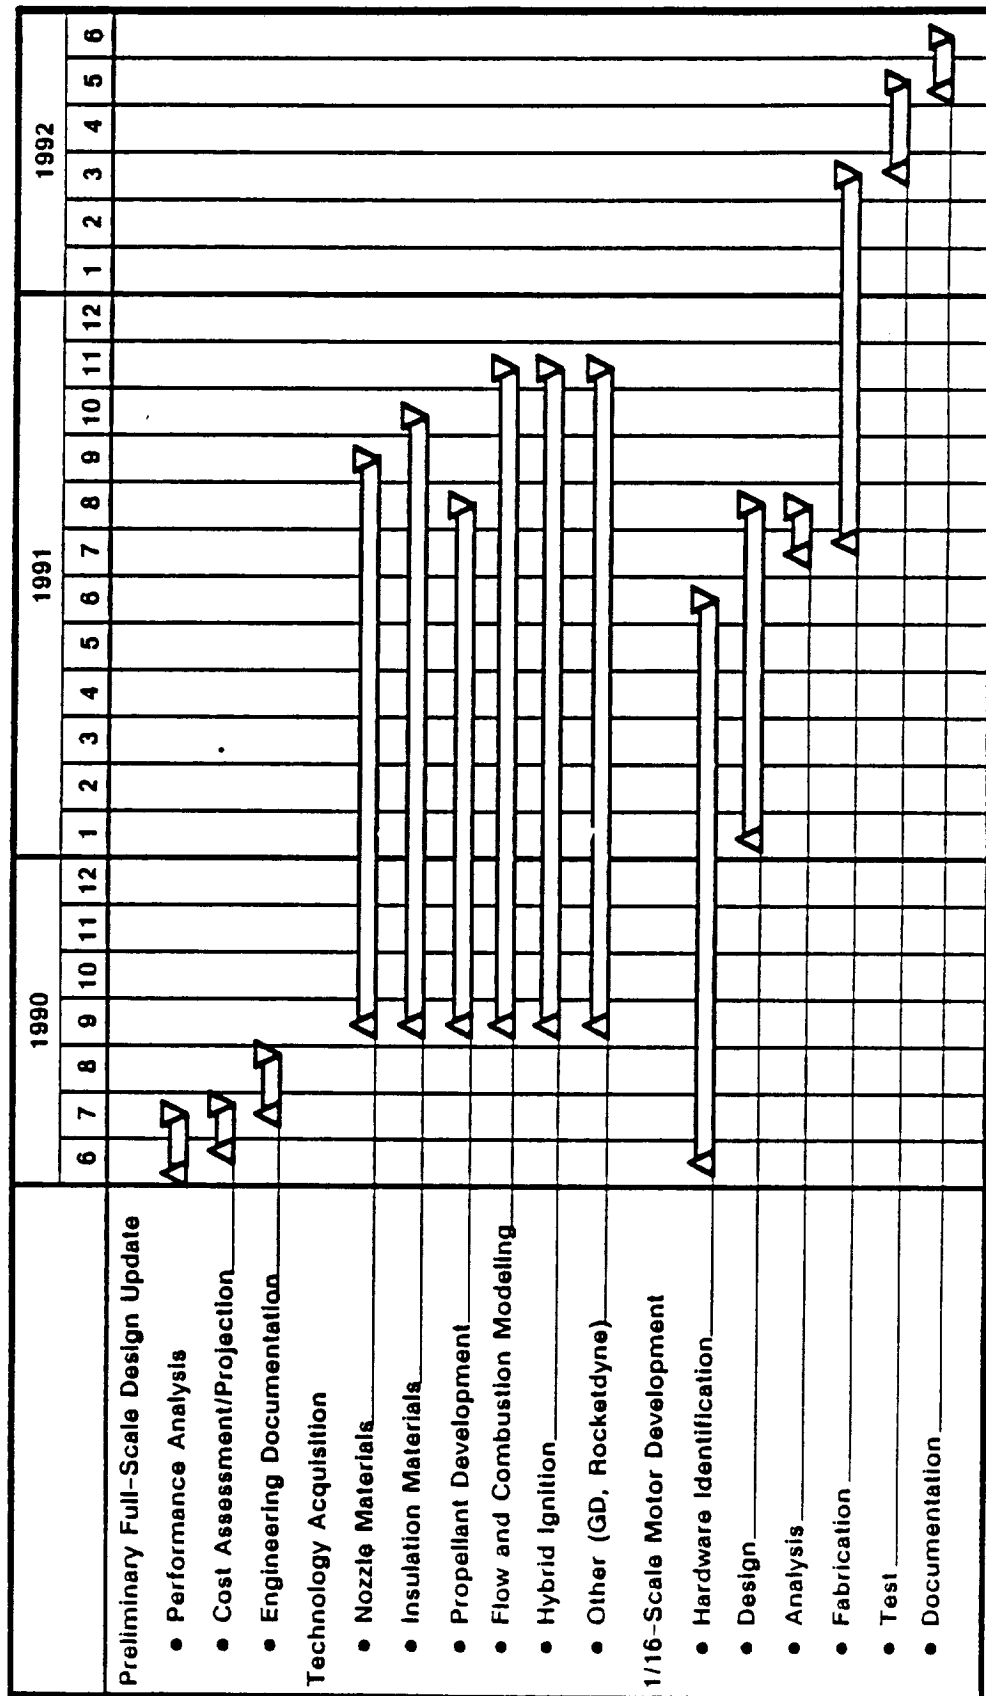 1990 1991 1992
6 7 8 9 10 11 12 1 2 3 4 5 6 7 8 9 10 11 12 1 2 3 4 5 6
Preliminary Full-Scale Design Update
• Performance Analysis
• Cost Assessment/Projection
• Engineering Documentation
Technology Acquisition
• Nozzle Materials
• Insulation Materials
• Propellant Development
• Flow and Combustion Modeling
• Hybrid Ignition
• Other (GD, Rocketdyne)
1/16-Scale Motor Development
• Hardware Identification
• Design
• Analysis
• Fabrication
• Test
• Documentation